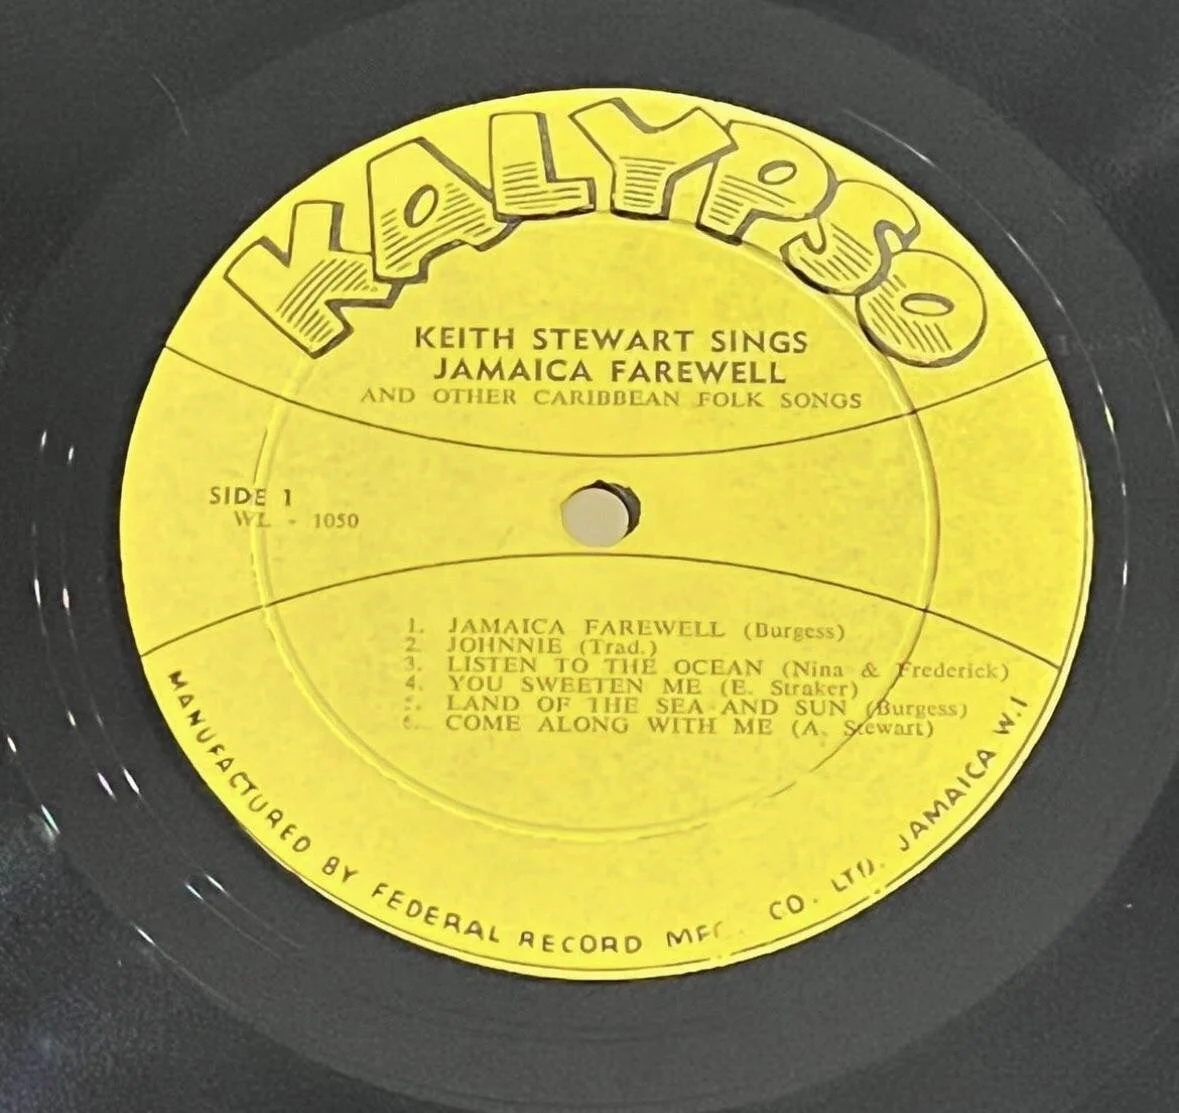 KALYPSO
KEITH STEWART SINGS
JAMAICA FAREWELL
AND OTHER CARIBBEAN FOLK SONGS
SIDE 1
WL - 1050
1. JAMAICA FAREWELL (Burgess)
2. JOHNNIE (Trad.)
3. LISTEN TO THE OCEAN (Nina & Frederick)
4. YOU SWEETEN ME (E. Straker)
LAND OF THE SEA AND SUN (Burgess)
COME ALONG WITH ME (A. Stewart)
MANUFACTURED BY FEDERAL RECORD MFG. CO. LTD. JAMAICA W.I